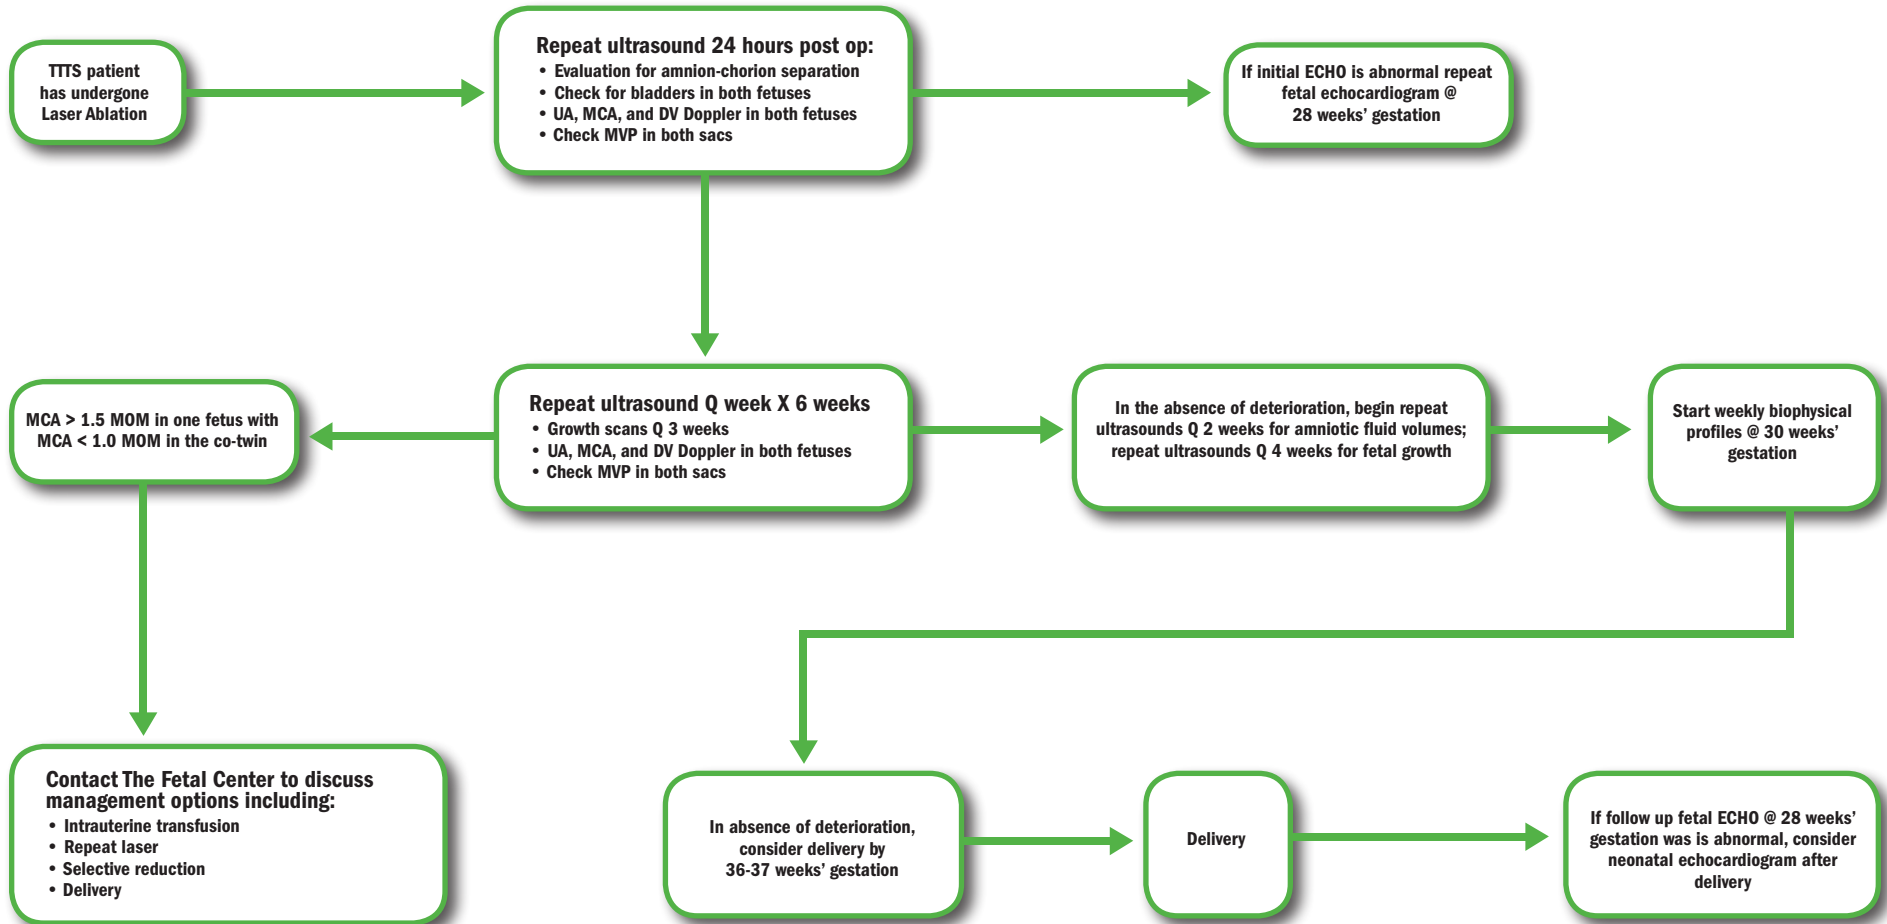 TTTS patient
has undergone
Laser Ablation
Repeat ultrasound 24 hours post op:
• Evaluation for amnion-chorion separation
• Check for bladders in both fetuses
• UA, MCA, and DV Doppler in both fetuses
• Check MVP in both sacs
If initial ECHO is abnormal repeat
fetal echocardiogram @
28 weeks’ gestation
MCA > 1.5 MOM in one fetus with
MCA < 1.0 MOM in the co-twin
Repeat ultrasound Q week X 6 weeks
• Growth scans Q 3 weeks
• UA, MCA, and DV Doppler in both fetuses
• Check MVP in both sacs
In the absence of deterioration, begin repeat
ultrasounds Q 2 weeks for amniotic fluid volumes;
repeat ultrasounds Q 4 weeks for fetal growth
Start weekly biophysical
profiles @ 30 weeks’
gestation
Contact The Fetal Center to discuss
management options including:
• Intrauterine transfusion
• Repeat laser
• Selective reduction
• Delivery
In absence of deterioration,
consider delivery by
36-37 weeks’ gestation
Delivery
If follow up fetal ECHO @ 28 weeks’
gestation was is abnormal, consider
neonatal echocardiogram after
delivery